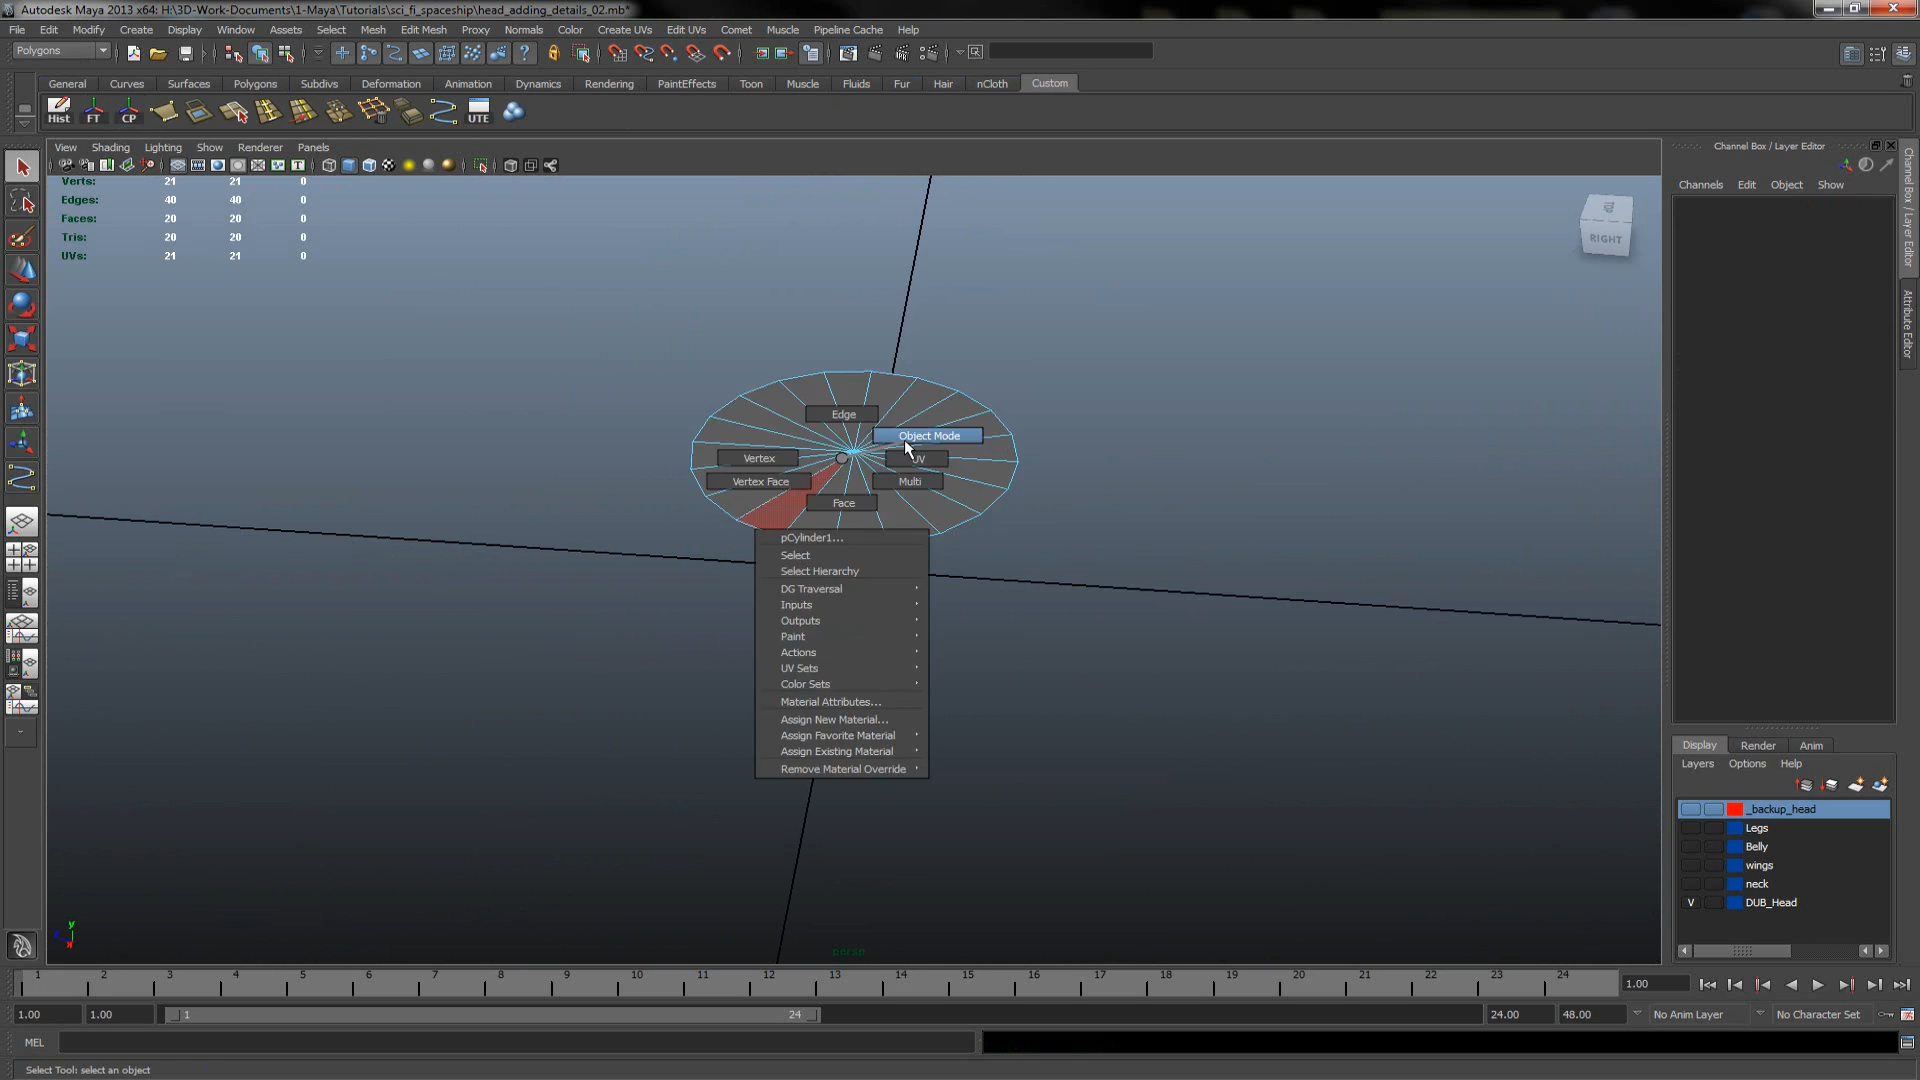 Autodesk Maya 2013 x64: H:\3D-Work-Documents\1-Maya\Tutorials\sci_fi_spaceship\head_adding_details_02.mb*
File Edit Modify Create Display Window Assets Select Mesh Edit Mesh Proxy Normals Color Create UVs Edit UVs Comet Muscle Pipeline Cache Help
Polygons
General Curves Surfaces Polygons Subdivs Deformation Animation Dynamics Rendering PaintEffects Toon Muscle Fluids Fur Hair nCloth Custom
Hist FT CP UTE
View Shading Lighting Show Renderer Panels
Channel Box / Layer Editor
Channels Edit Object Show
Channel Box / Layer Editor
Attribute Editor
Verts: 21 21 0
Edges: 40 40 0
Faces: 20 20 0
Tris: 20 20 0
UVs: 21 21 0
TOP
RIGHT
Edge
Object Mode
Vertex
UV
Vertex Face
Multi
Face
pCylinder1...
Select
Select Hierarchy
DG Traversal
Inputs
Outputs
Paint
Actions
UV Sets
Color Sets
Material Attributes...
Assign New Material...
Assign Favorite Material
Assign Existing Material
Remove Material Override
persp
y
x
Display Render Anim
Layers Options Help
_backup_head
Legs
Belly
wings
neck
V DUB_Head
1 2 3 4 5 6 7 8 9 10 11 12 13 14 15 16 17 18 19 20 21 22 23 24 1.00
1.00 1.00 1 24 24.00 48.00 No Anim Layer No Character Set
MEL
Select Tool: select an object